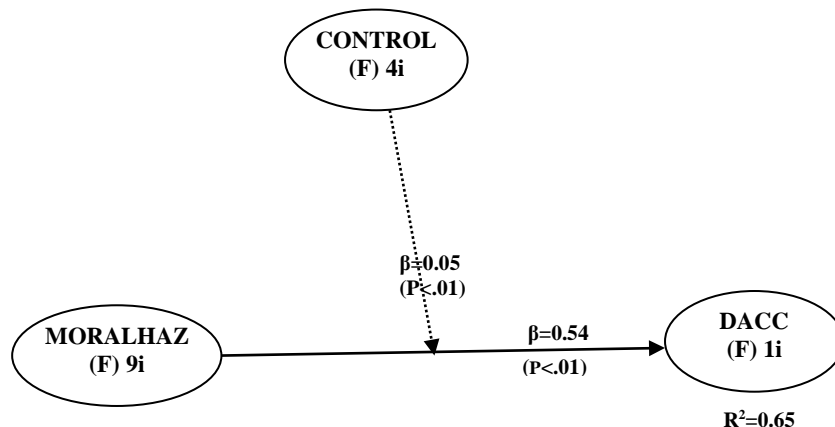 CONTROL
(F) 4i
β=0.05
(P<.01)
MORALHAZ
(F) 9i
β=0.54
(P<.01)
DACC
(F) 1i
R²=0.65